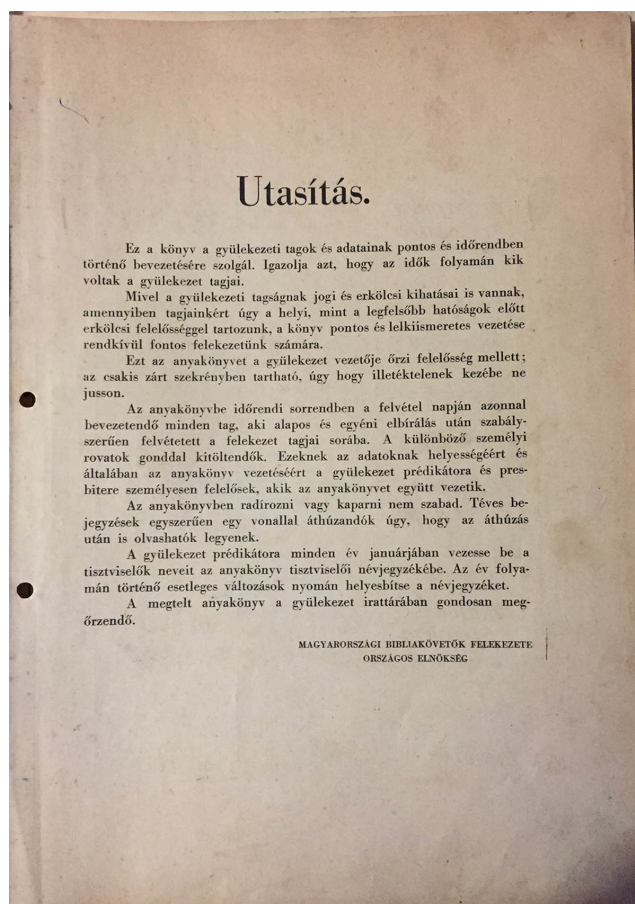 Utasítás.
Ez a könyv a gyülekezeti tagok és adatainak pontos és időrendben
történő bevezetésére szolgál. Igazolja azt, hogy az idők folyamán kik
voltak a gyülekezet tagjai.
Mivel a gyülekezeti tagságnak jogi és erkölcsi kihatásai is vannak,
amennyiben tagjainkért úgy a helyi, mint a legfelsőbb hatóságok előtt
erkölcsi felelősséggel tartozunk, a könyv pontos és lelkiismeretes vezetése
rendkívül fontos felekezetünk számára.
Ezt az anyakönyvet a gyülekezet vezetője őrzi felelősség mellett;
az csakis zárt szekrényben tartható, úgy hogy illetéktelenek kezébe ne
jusson.
Az anyakönyvbe időrendi sorrendben a felvétel napján azonnal
bevezetendő minden tag, aki alapos és egyéni elbírálás után szabály-
szerűen felvétetett a felekezet tagjai sorába. A különböző személyi
rovatok gonddal kitöltendők. Ezeknek az adatoknak helyességéért és
általában az anyakönyv vezetéséért a gyülekezet prédikátora és pres-
bitere személyesen felelősek, akik az anyakönyvet együtt vezetik.
Az anyakönyvben radírozni vagy kaparni nem szabad. Téves be-
jegyzések egyszerűen egy vonallal áthúzandók úgy, hogy az áthúzás
után is olvashatók legyenek.
A gyülekezet prédikátora minden év januárjában vezesse be a
tisztviselők neveit az anyakönyv tisztviselői névjegyzékébe. Az év folya-
mán történő esetleges változások nyomán helyesbítse a névjegyzéket.
A megtelt anyakönyv a gyülekezet irattárában gondosan meg-
őrzendő.
MAGYARORSZÁGI BIBLIAKÖVETŐK FELEKEZETE
ORSZÁGOS ELNÖKSÉG